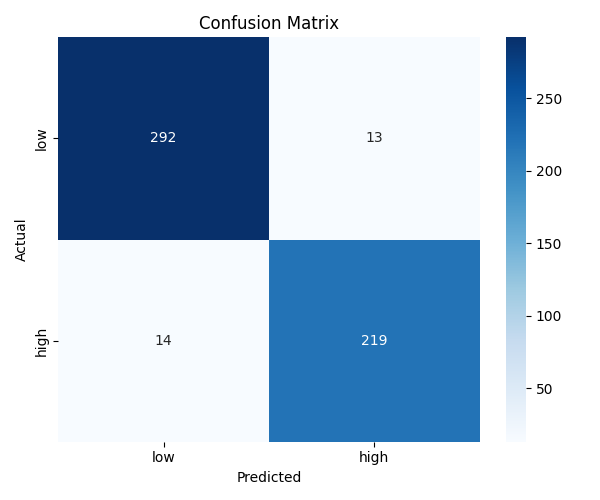 Confusion Matrix
Actual
low
292
13
high
14
219
low
high
Predicted
250
200
150
100
50